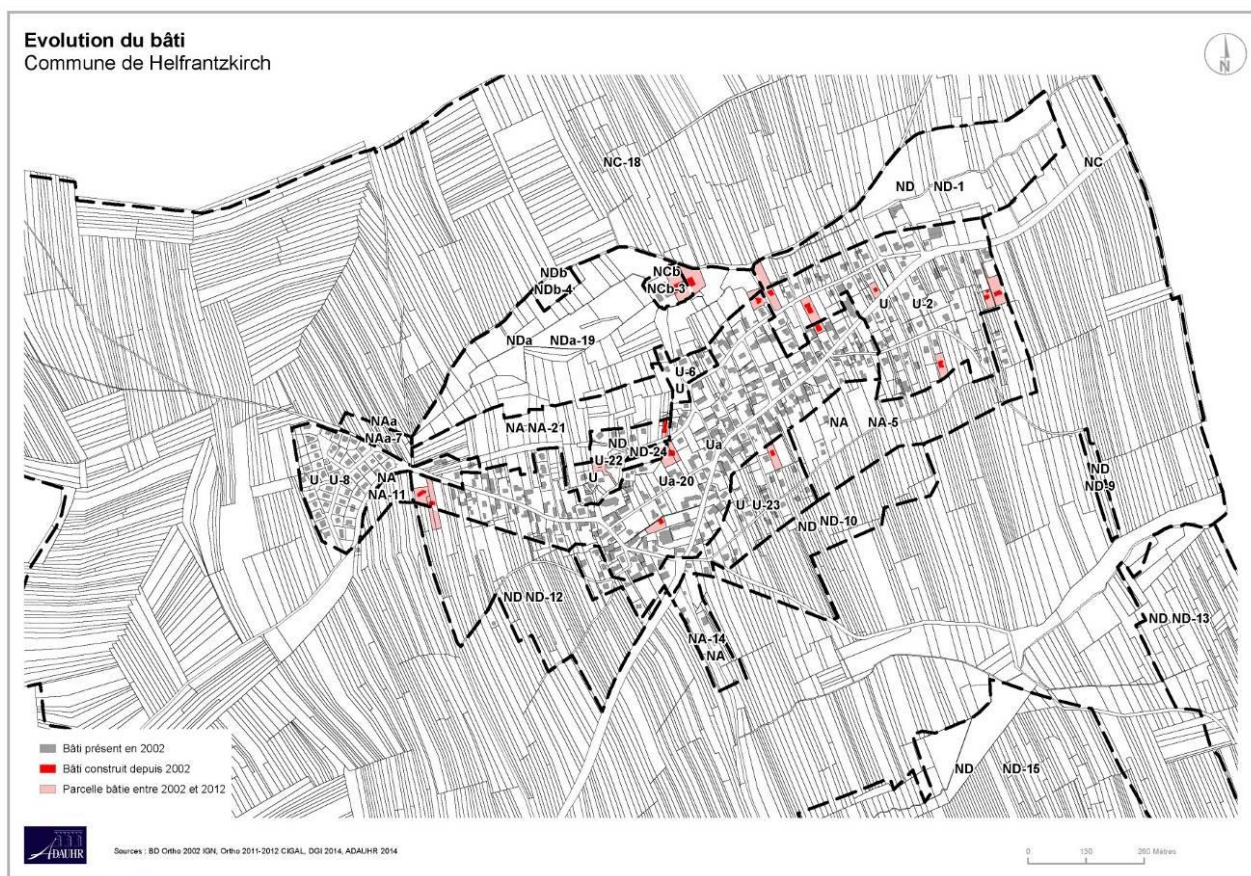 Evolution du bâti
Commune de Helfrantzkirch
N
NC-18
NC
ND ND-1
NDb
NDb-4
NCb
NCb-3
U U-2
NDa NDa-19
U-6
U
NAa
NAa-7
NA NA-21
ND
ND-24
U-22
U
Ua
NA NA-5
U U-8
NA
NA-11
Ua-20
U U-23
ND ND-10
ND
ND-9
ND ND-12
ND ND-13
NA-14
NA
ND ND-15
Bâti présent en 2002
Bâti construit depuis 2002
Parcelle bâtie entre 2002 et 2012
ADAUHR
Sources : BD Ortho 2002 IGN, Ortho 2011-2012 CIGAL, DGI 2014, ADAUHR 2014
0 130 260 Mètres